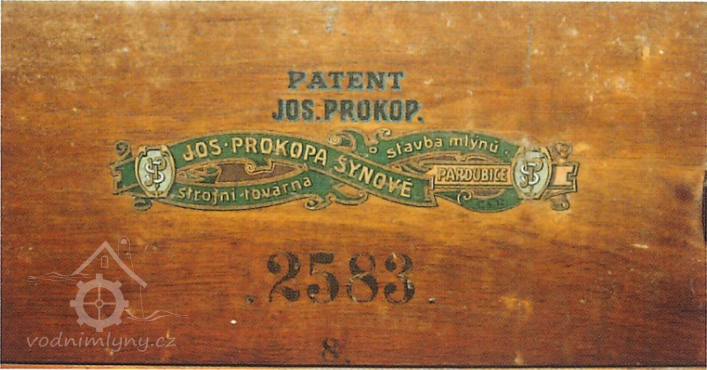 PATENT
JOS. PROKOP.
JOS · PROKOPA SYNOVÉ
stavba mlýnů ·
strojní-továrna
PARDUBICE
.2583.
8.
vodnimlyny.cz